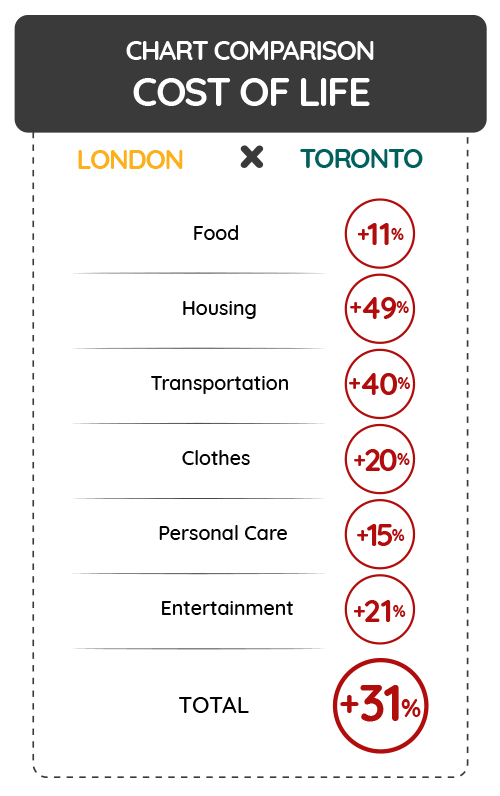 CHART COMPARISON
COST OF LIFE
LONDON × TORONTO
Food +11%
Housing +49%
Transportation +40%
Clothes +20%
Personal Care +15%
Entertainment +21%
TOTAL +31%